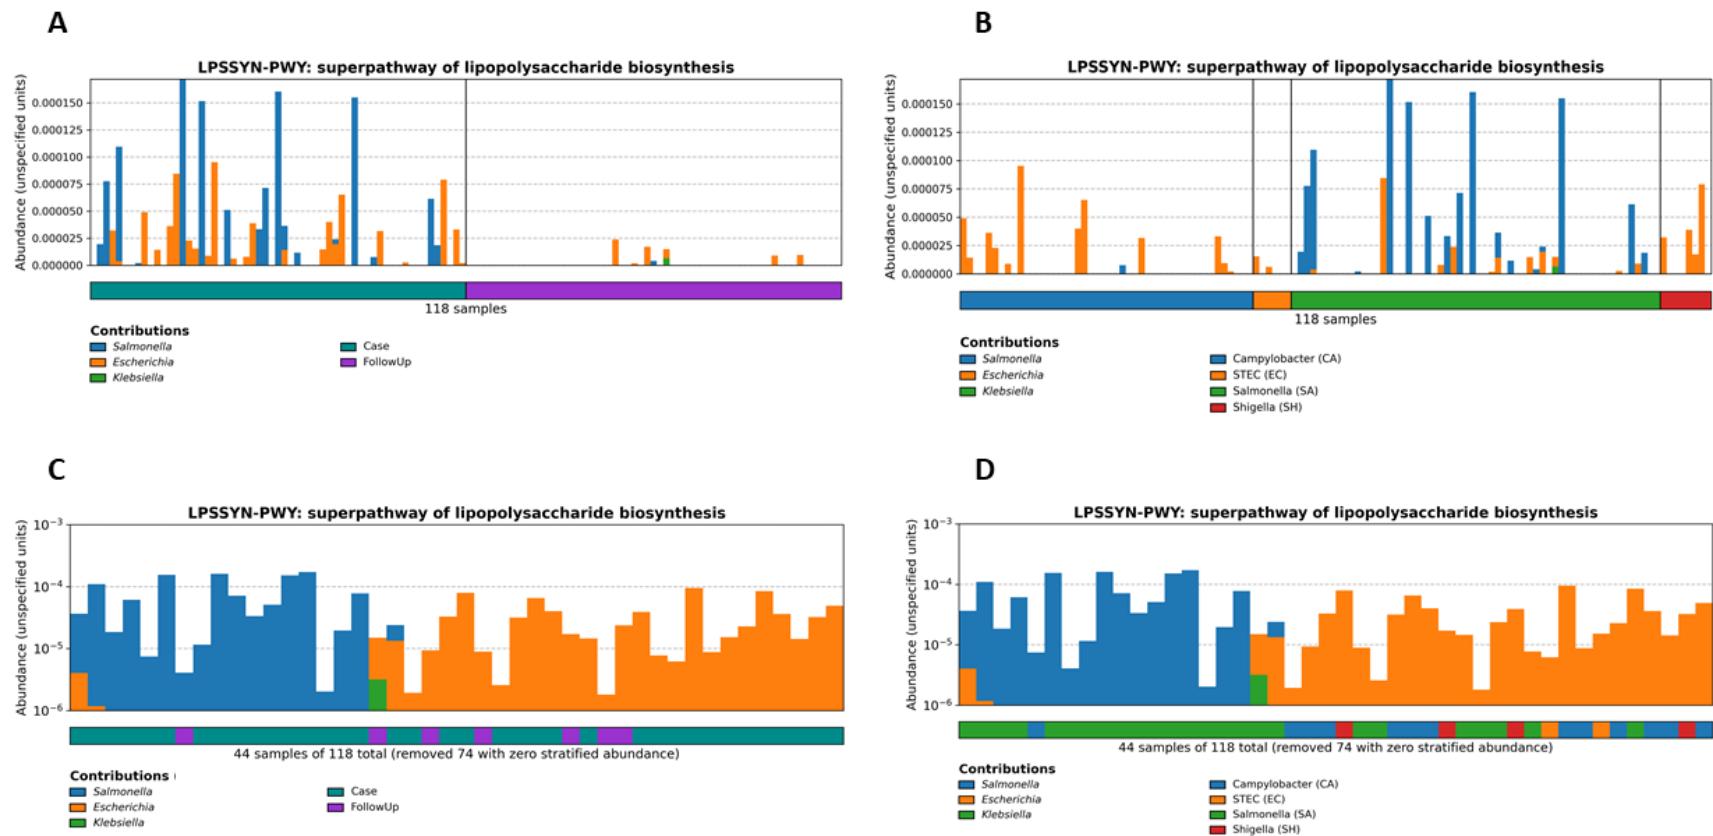 A
LPSSYN-PWY: superpathway of lipopolysaccharide biosynthesis
Abundance (unspecified units)
0.000150
0.000125
0.000100
0.000075
0.000050
0.000025
0.000000
118 samples
Contributions
Salmonella
Escherichia
Klebsiella
Case
FollowUp
B
LPSSYN-PWY: superpathway of lipopolysaccharide biosynthesis
Abundance (unspecified units)
0.000150
0.000125
0.000100
0.000075
0.000050
0.000025
0.000000
118 samples
Contributions
Salmonella
Escherichia
Klebsiella
Campylobacter (CA)
STEC (EC)
Salmonella (SA)
Shigella (SH)
C
LPSSYN-PWY: superpathway of lipopolysaccharide biosynthesis
Abundance (unspecified units)
10⁻³
10⁻⁴
10⁻⁵
10⁻⁶
44 samples of 118 total (removed 74 with zero stratified abundance)
Contributions
Salmonella
Escherichia
Klebsiella
Case
FollowUp
D
LPSSYN-PWY: superpathway of lipopolysaccharide biosynthesis
Abundance (unspecified units)
10⁻³
10⁻⁴
10⁻⁵
10⁻⁶
44 samples of 118 total (removed 74 with zero stratified abundance)
Contributions
Salmonella
Escherichia
Klebsiella
Campylobacter (CA)
STEC (EC)
Salmonella (SA)
Shigella (SH)